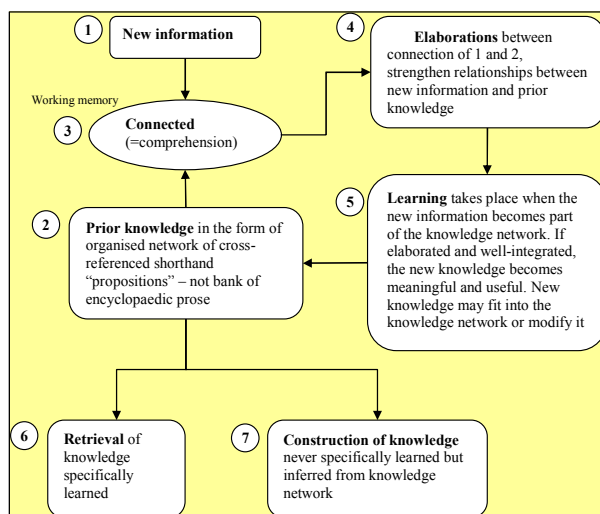 1
New information
Working memory
3
Connected
(=comprehension)
4
Elaborations between
connection of 1 and 2,
strengthen relationships between
new information and prior
knowledge
2
Prior knowledge in the form of
organised network of cross-
referenced shorthand
“propositions” – not bank of
encyclopaedic prose
5
Learning takes place when the
new information becomes part
of the knowledge network. If
elaborated and well-integrated,
the new knowledge becomes
meaningful and useful. New
knowledge may fit into the
knowledge network or modify it
6
Retrieval of
knowledge
specifically
learned
7
Construction of knowledge
never specifically learned but
inferred from knowledge
network